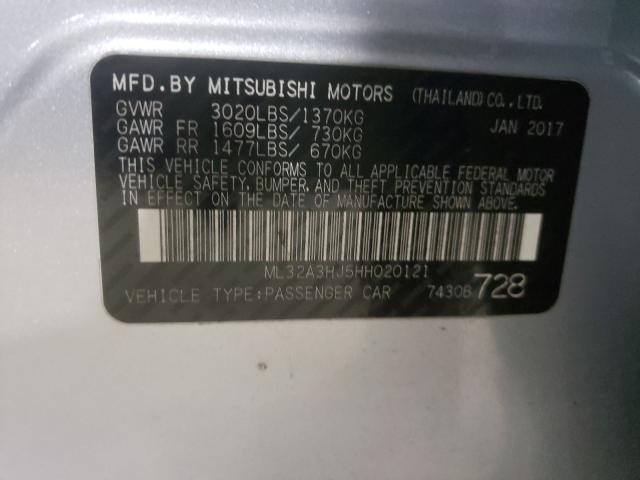 MFD.BY MITSUBISHI MOTORS (THAILAND) CO., LTD.
GVWR 3020LBS/1370KG JAN 2017
GAWR FR 1609LBS/ 730KG
GAWR RR 1477LBS/ 670KG
THIS VEHICLE CONFORMS TO ALL APPLICABLE FEDERAL MOTOR
VEHICLE SAFETY, BUMPER, AND THEFT PREVENTION STANDARDS
IN EFFECT ON THE DATE OF MANUFACTURE SHOWN ABOVE.
ML32A3HJ5HH020121
VEHICLE TYPE:PASSENGER CAR 74306 728